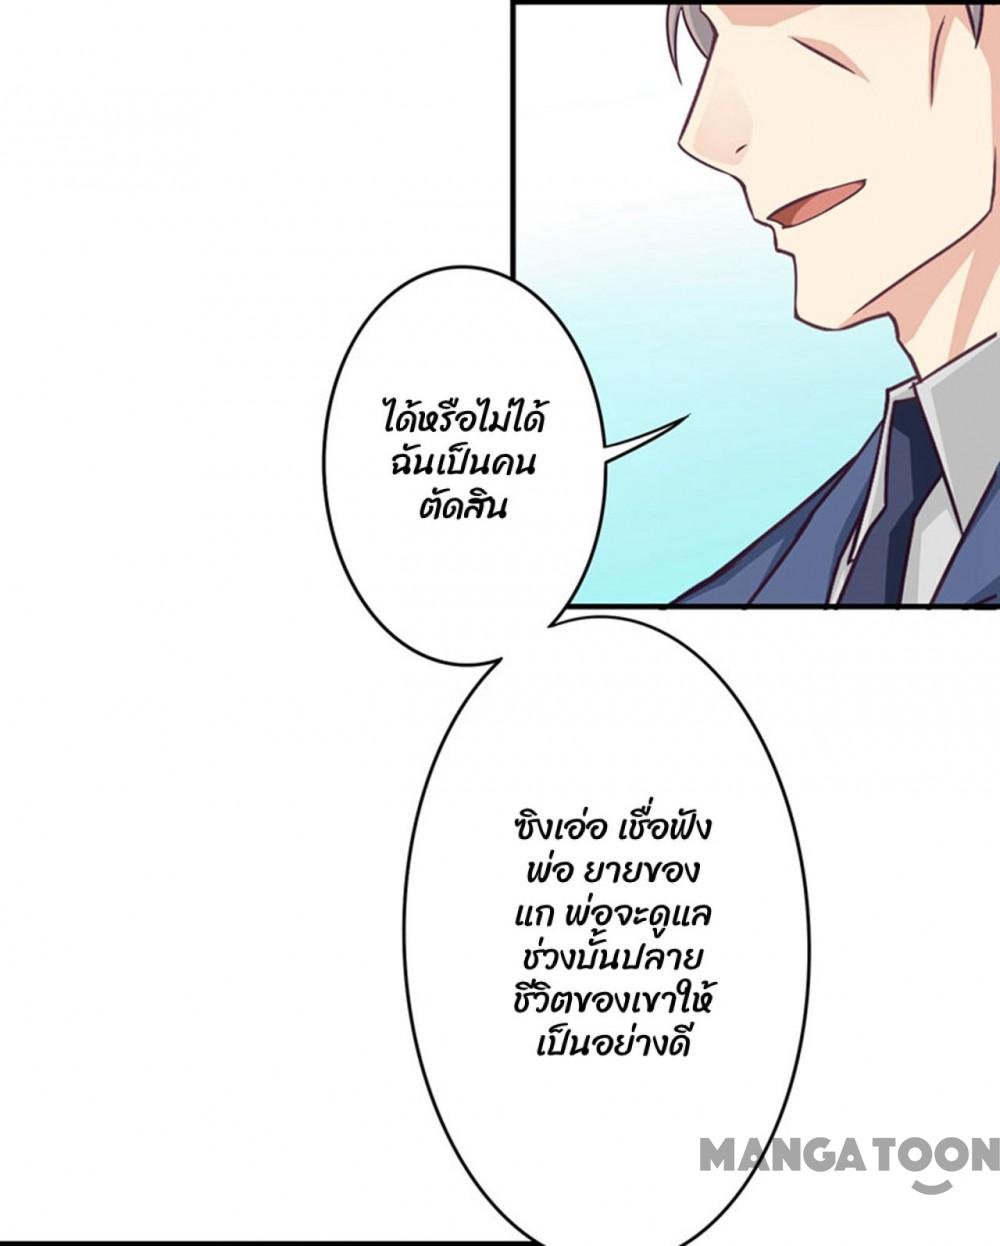 ได้หรือไม่ได้
ฉันเป็นคน
ตัดสิน
ซิงเอ่อ เชื่อฟัง
พ่อ ยายของ
แก พ่อจะดูแล
ช่วงบั้นปลาย
ชีวิตของเขาให้
เป็นอย่างดี
MANGATOON